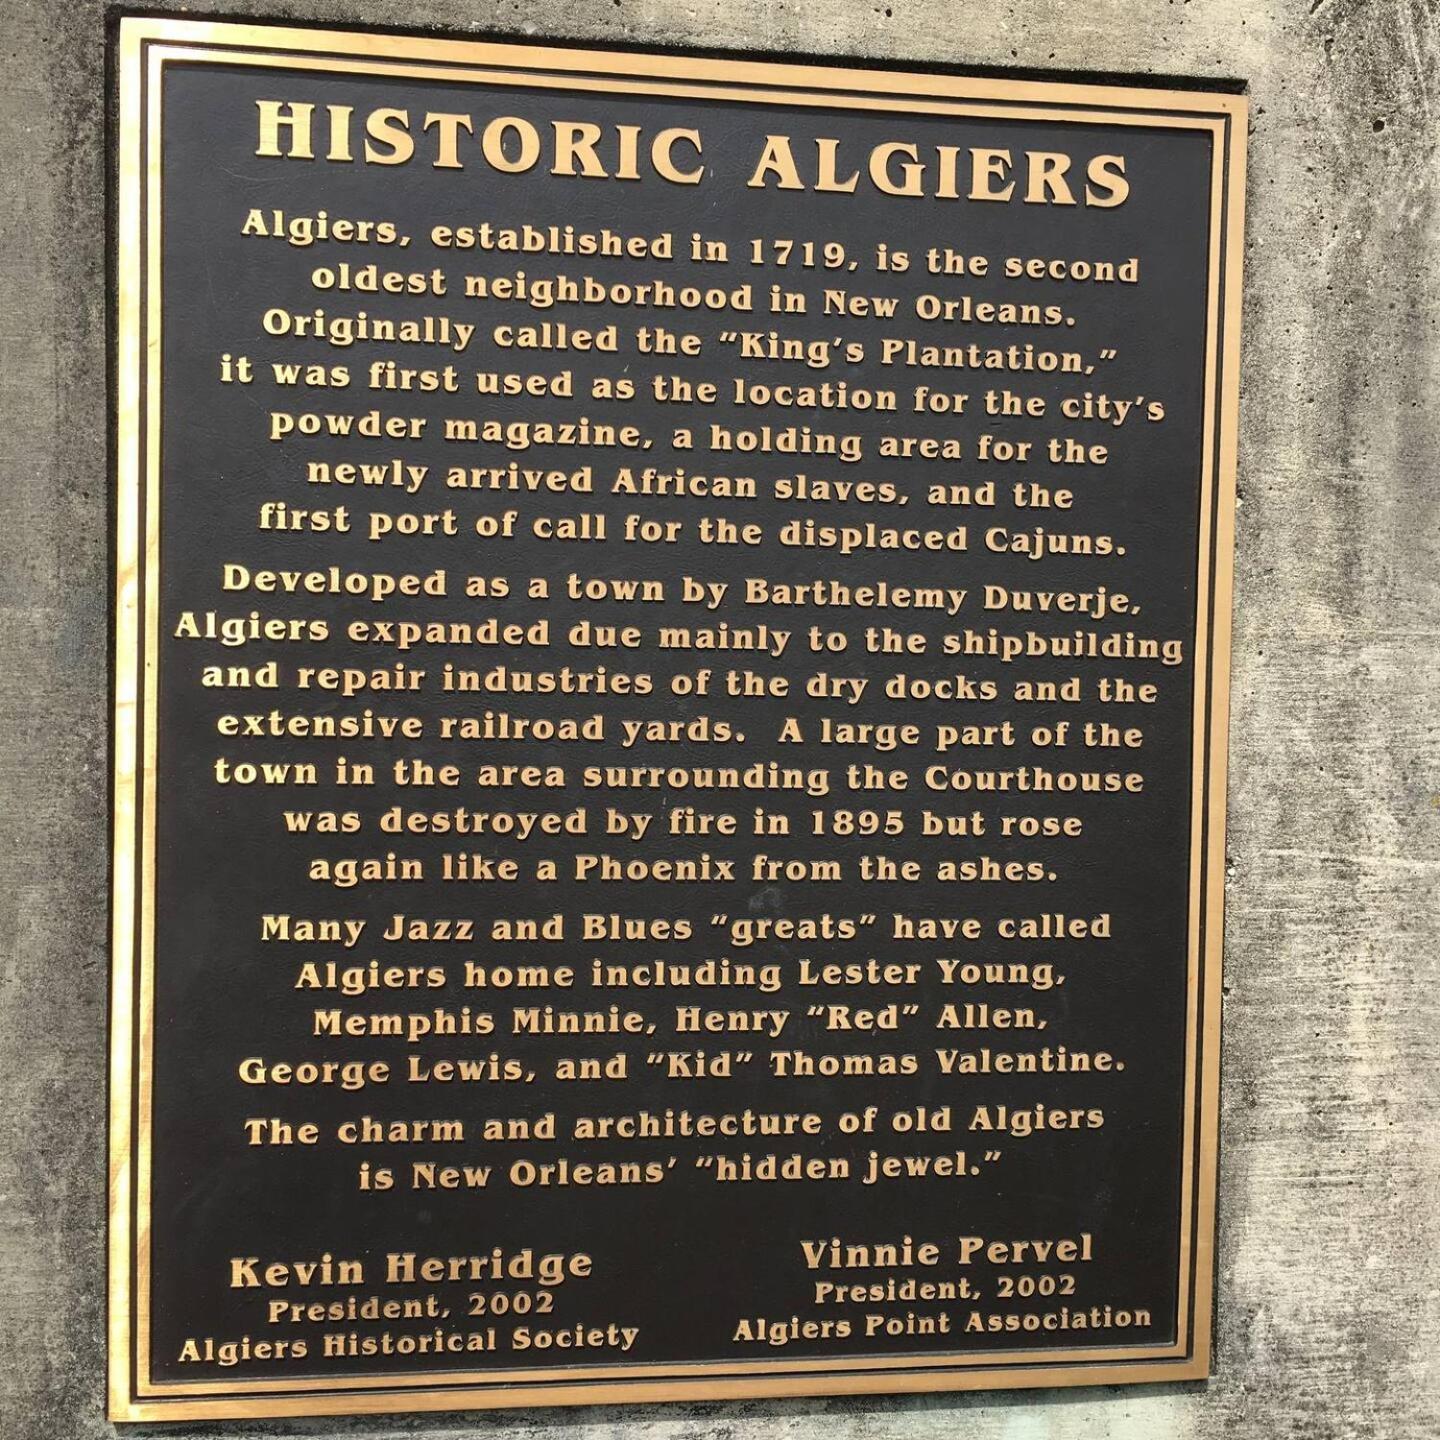 HISTORIC ALGIERS
Algiers, established in 1719, is the second
oldest neighborhood in New Orleans.
Originally called the "King's Plantation,"
it was first used as the location for the city's
powder magazine, a holding area for the
newly arrived African slaves, and the
first port of call for the displaced Cajuns.
Developed as a town by Barthelemy Duverje,
Algiers expanded due mainly to the shipbuilding
and repair industries of the dry docks and the
extensive railroad yards. A large part of the
town in the area surrounding the Courthouse
was destroyed by fire in 1895 but rose
again like a Phoenix from the ashes.
Many Jazz and Blues "greats" have called
Algiers home including Lester Young,
Memphis Minnie, Henry "Red" Allen,
George Lewis, and "Kid" Thomas Valentine.
The charm and architecture of old Algiers
is New Orleans' "hidden jewel."
Kevin Herridge
President, 2002
Algiers Historical Society
Vinnie Pervel
President, 2002
Algiers Point Association